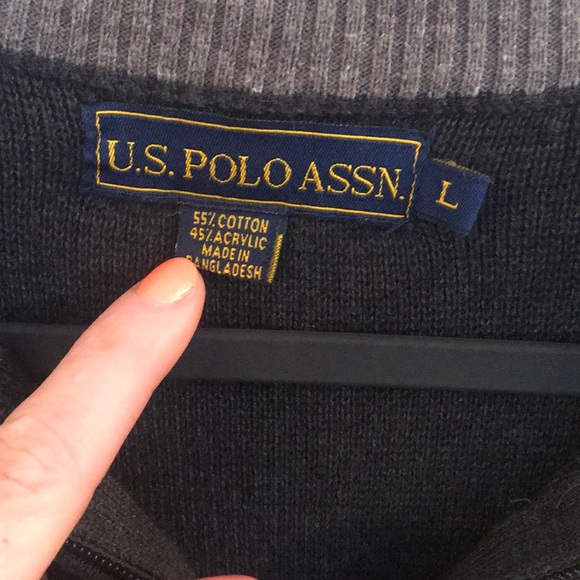 U.S. POLO ASSN.
L
55% COTTON
45% ACRYLIC
MADE IN
BANGLADESH